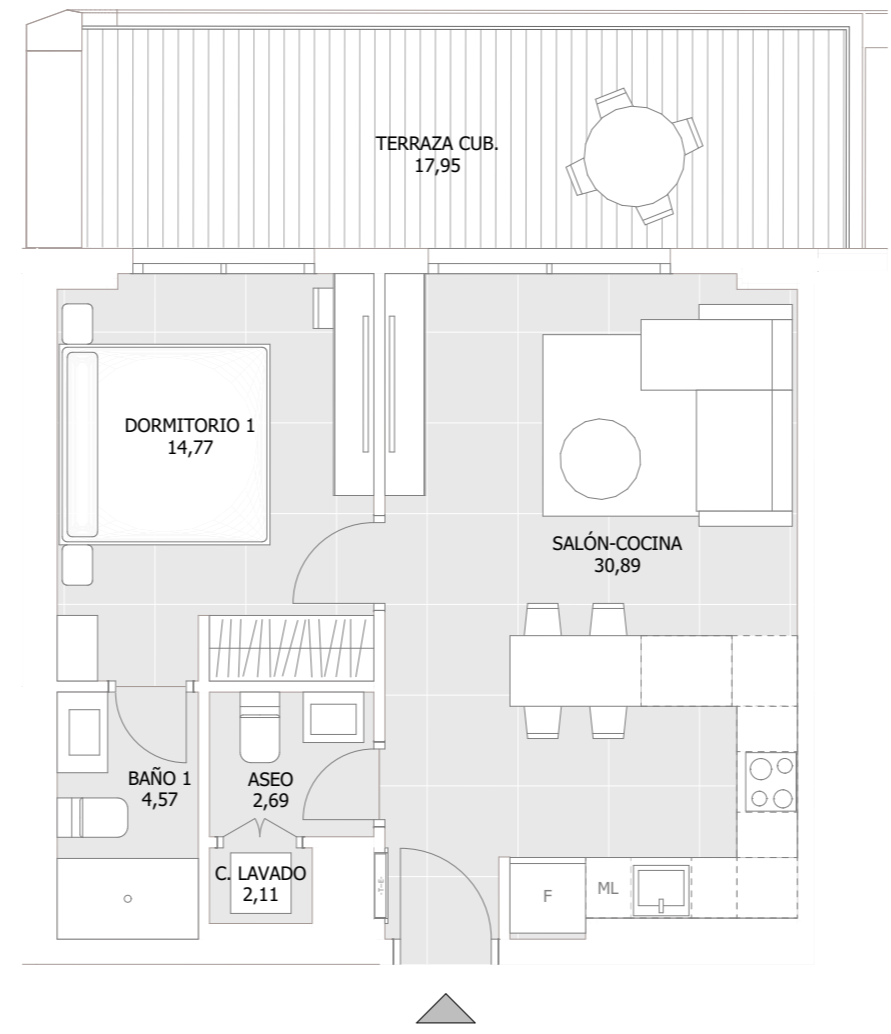 TERRAZA CUB.
17,95
DORMITORIO 1
14,77
SALÓN-COCINA
30,89
BAÑO 1
4,57
ASEO
2,69
C. LAVADO
2,11
-T-E-
F
ML